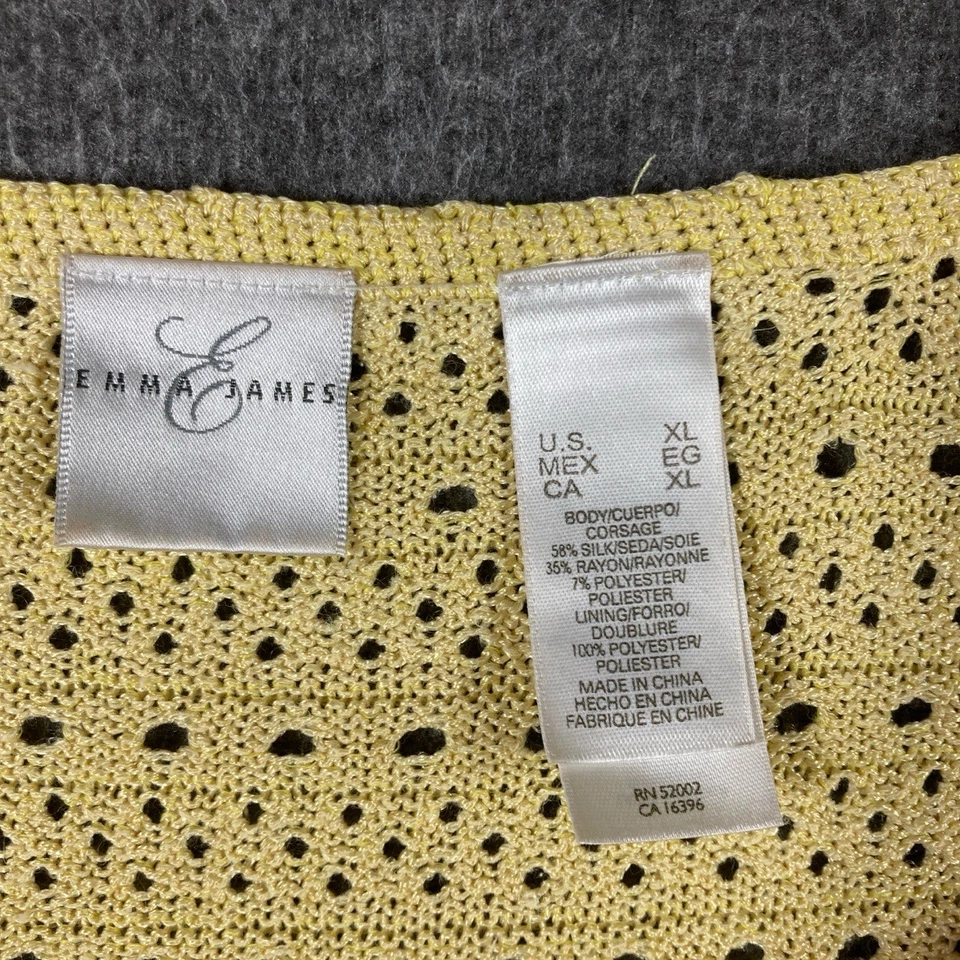 E
EMMA JAMES
U.S. XL
MEX EG
CA XL
BODY/CUERPO/
CORSAGE
58% SILK/SEDA/SOIE
35% RAYON/RAYONNE
7% POLYESTER/
POLIESTER
LINING/FORRO/
DOUBLURE
100% POLYESTER/
POLIESTER
MADE IN CHINA
HECHO EN CHINA
FABRIQUE EN CHINE
RN 52002
CA 16396